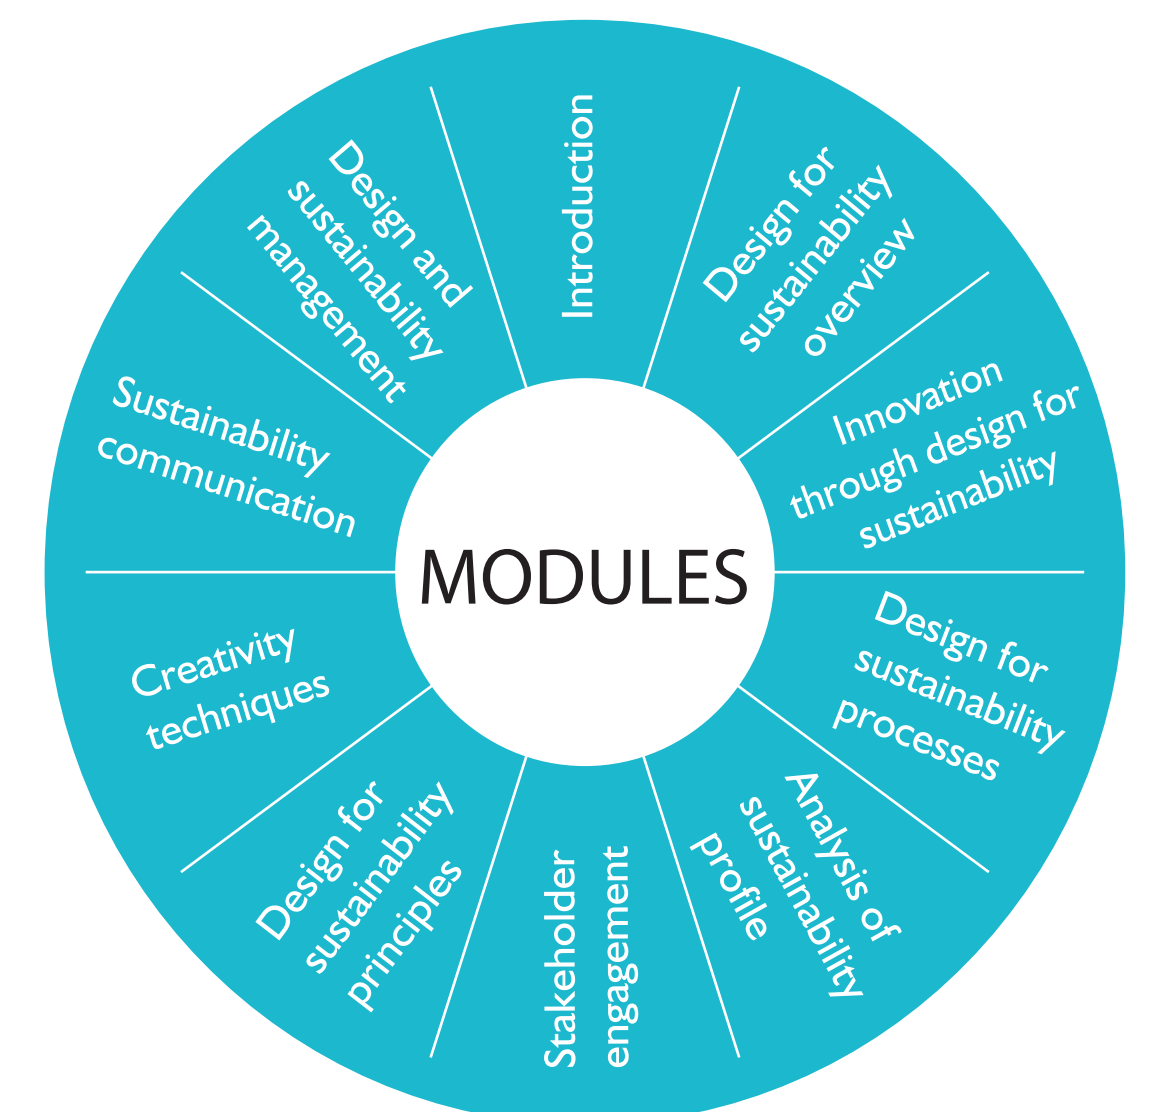 Introduction
Design for
sustainability
overview
Innovation
through design for
sustainability
Design for
sustainability
processes
Analysis of
sustainability
profile
Stakeholder
engagement
Design for
sustainability
principles
Creativity
techniques
Sustainability
communication
Design and
sustainability
management
MODULES